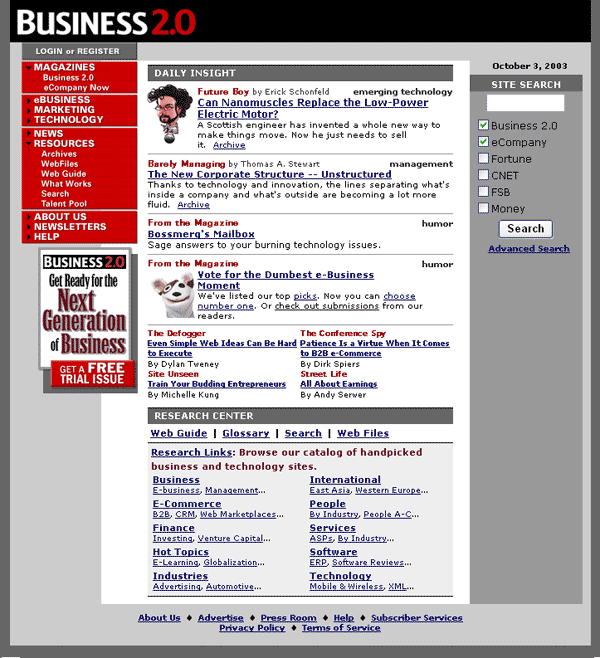 BUSINESS 2.0
LOGIN or REGISTER
MAGAZINES
Business 2.0
eCompany Now
eBUSINESS
MARKETING
TECHNOLOGY
NEWS
RESOURCES
Archives
WebFiles
Web Guide
What Works
Search
Talent Pool
ABOUT US
NEWSLETTERS
HELP
BUSINESS 2.0
Get Ready for the
Next
Generation
of Business
GET A FREE
TRIAL ISSUE
DAILY INSIGHT
Future Boy by Erick Schonfeld emerging technology
Can Nanomuscles Replace the Low-Power
Electric Motor?
A Scottish engineer has invented a whole new way to
make things move. Now he just needs to sell
it. Archive
Barely Managing by Thomas A. Stewart management
The New Corporate Structure -- Unstructured
Thanks to technology and innovation, the lines separating what's
inside a company and what's outside are becoming a lot more
fluid. Archive
From the Magazine humor
Bossmerq's Mailbox
Sage answers to your burning technology issues.
From the Magazine humor
Vote for the Dumbest e-Business
Moment
We've listed our top picks. Now you can choose
number one. Or check out submissions from our
readers.
The Defogger
Even Simple Web Ideas Can Be Hard
to Execute
By Dylan Tweney
Site Unseen
Train Your Budding Entrepreneurs
By Michelle Kung
The Conference Spy
Patience Is a Virtue When It Comes
to B2B e-Commerce
By Dirk Spiers
Street Life
All About Earnings
By Andy Serwer
RESEARCH CENTER
Web Guide | Glossary | Search | Web Files
Research Links: Browse our catalog of handpicked
business and technology sites.
Business
E-business, Management...
E-Commerce
B2B, CRM, Web Marketplaces...
Finance
Investing, Venture Capital...
Hot Topics
E-Learning, Globalization...
Industries
Advertising, Automotive...
International
East Asia, Western Europe...
People
By Industry, People A-C...
Services
ASPs, By Industry...
Software
ERP, Software Reviews...
Technology
Mobile & Wireless, XML...
October 3, 2003
SITE SEARCH
Business 2.0
eCompany
Fortune
CNET
FSB
Money
Search
Advanced Search
About Us ♦ Advertise ♦ Press Room ♦ Help ♦ Subscriber Services
Privacy Policy ♦ Terms of Service